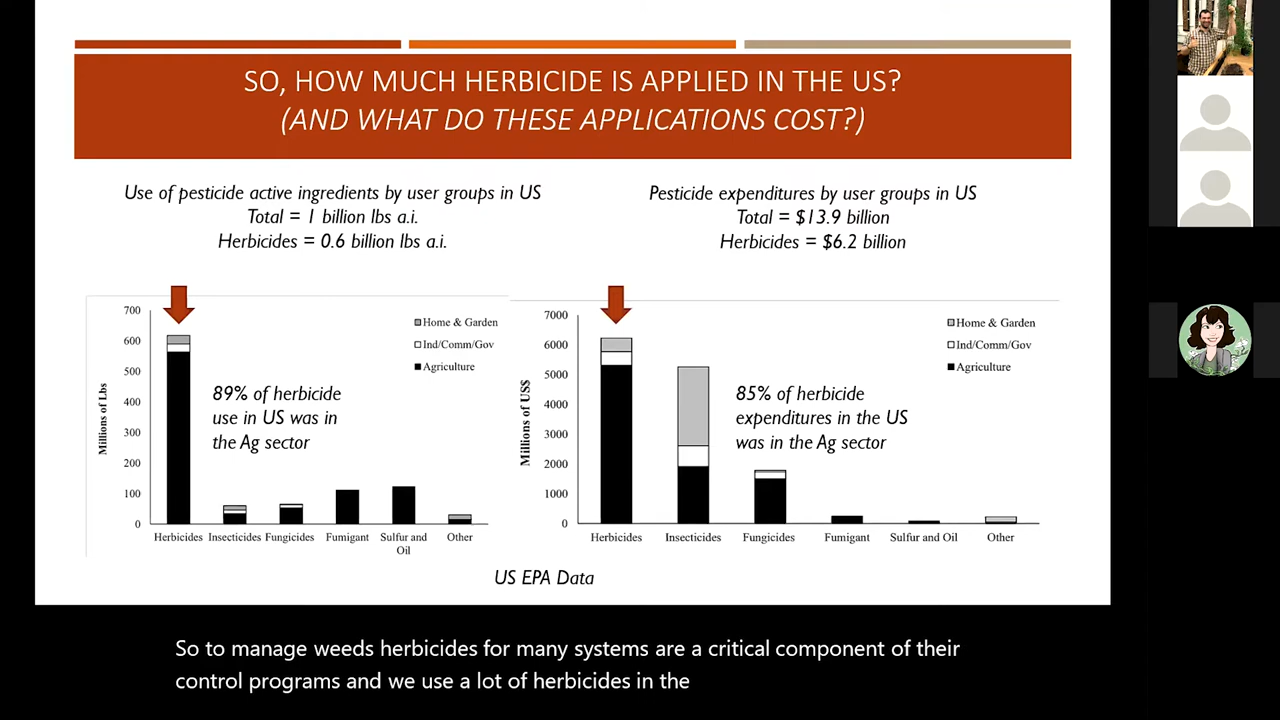 SO, HOW MUCH HERBICIDE IS APPLIED IN THE US?
(AND WHAT DO THESE APPLICATIONS COST?)
Use of pesticide active ingredients by user groups in US
Total = 1 billion lbs a.i.
Herbicides = 0.6 billion lbs a.i.
Pesticide expenditures by user groups in US
Total = $13.9 billion
Herbicides = $6.2 billion
700
600
500
400
300
200
100
0
Millions of Lbs
Home & Garden
Ind/Comm/Gov
Agriculture
89% of herbicide
use in US was in
the Ag sector
Herbicides Insecticides Fungicides Fumigant Sulfur and Other
Oil
7000
6000
5000
4000
3000
2000
1000
0
Millions of US$
Home & Garden
Ind/Comm/Gov
Agriculture
85% of herbicide
expenditures in the US
was in the Ag sector
Herbicides Insecticides Fungicides Fumigant Sulfur and Oil Other
US EPA Data
So to manage weeds herbicides for many systems are a critical component of their
control programs and we use a lot of herbicides in the